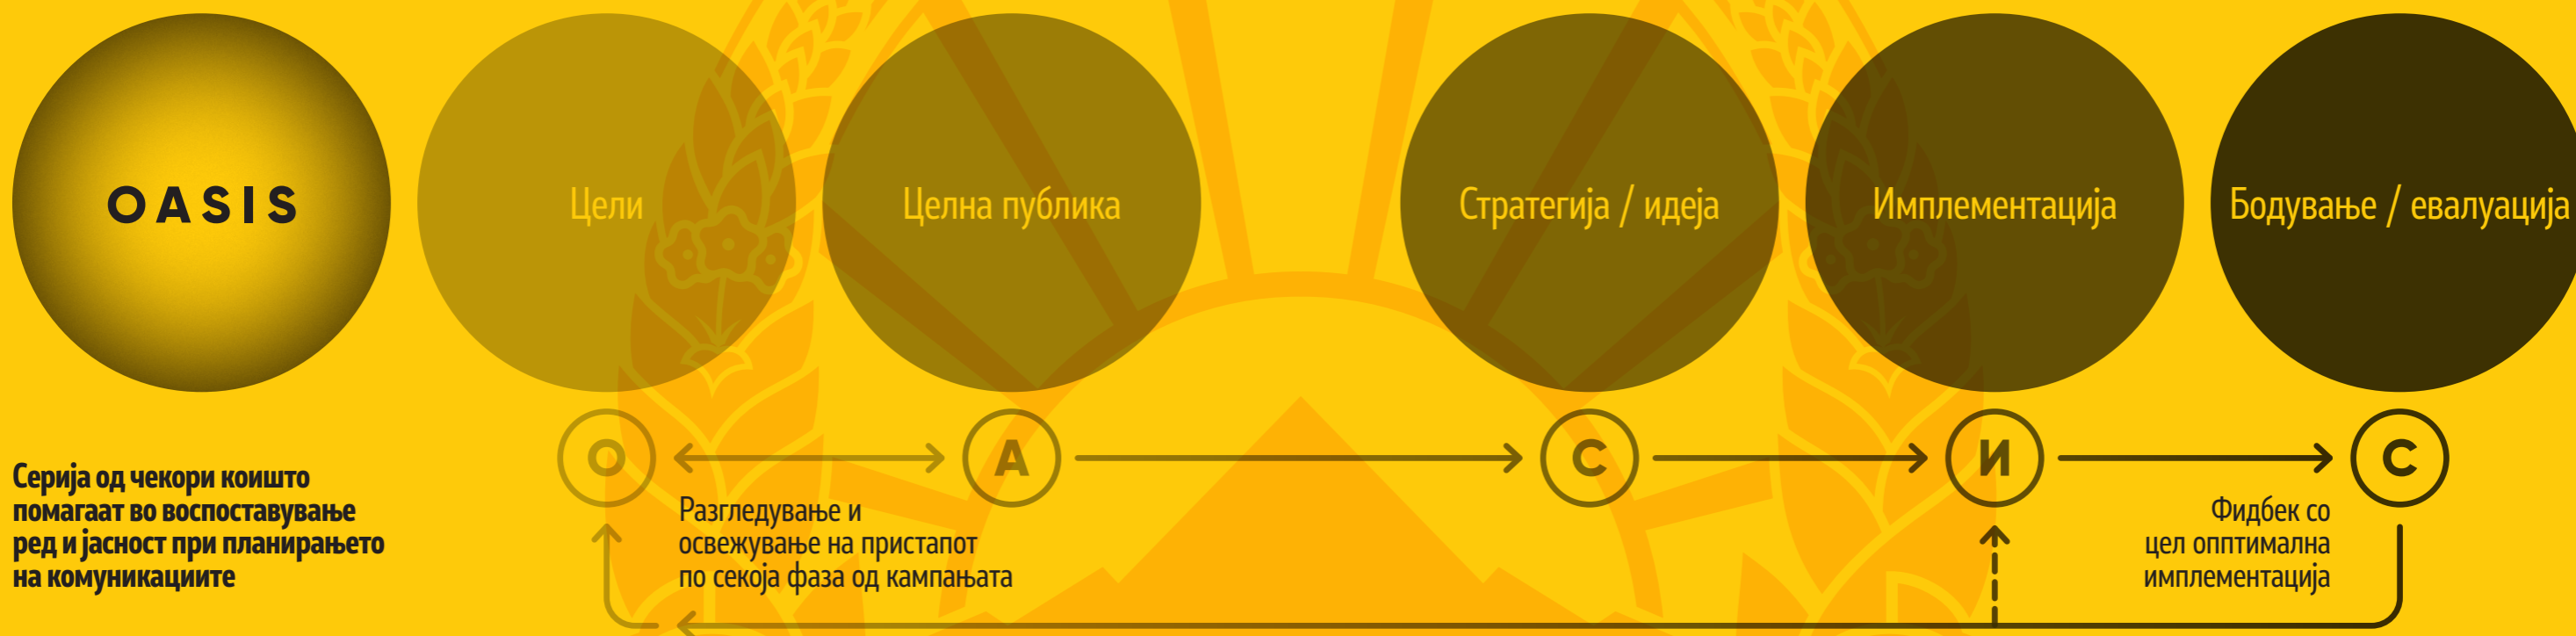 OASIS
Цели
Целна публика
Стратегија / идеја
Имплементација
Бодување / евалуација
О
А
С
И
С
Серија од чекори коишто
помагаат во воспоставување
ред и јасност при планирањето
на комуникациите
Разгледување и
освежување на пристапот
по секоја фаза од кампањата
Фидбек со
цел опптимална
имплементација